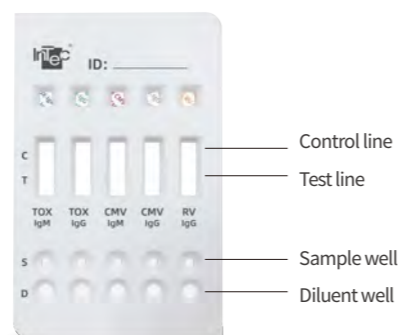 InTec
ID:
C
T
Control line
Test line
TOX IgM
TOX IgG
CMV IgM
CMV IgG
RV IgG
S
D
Sample well
Diluent well